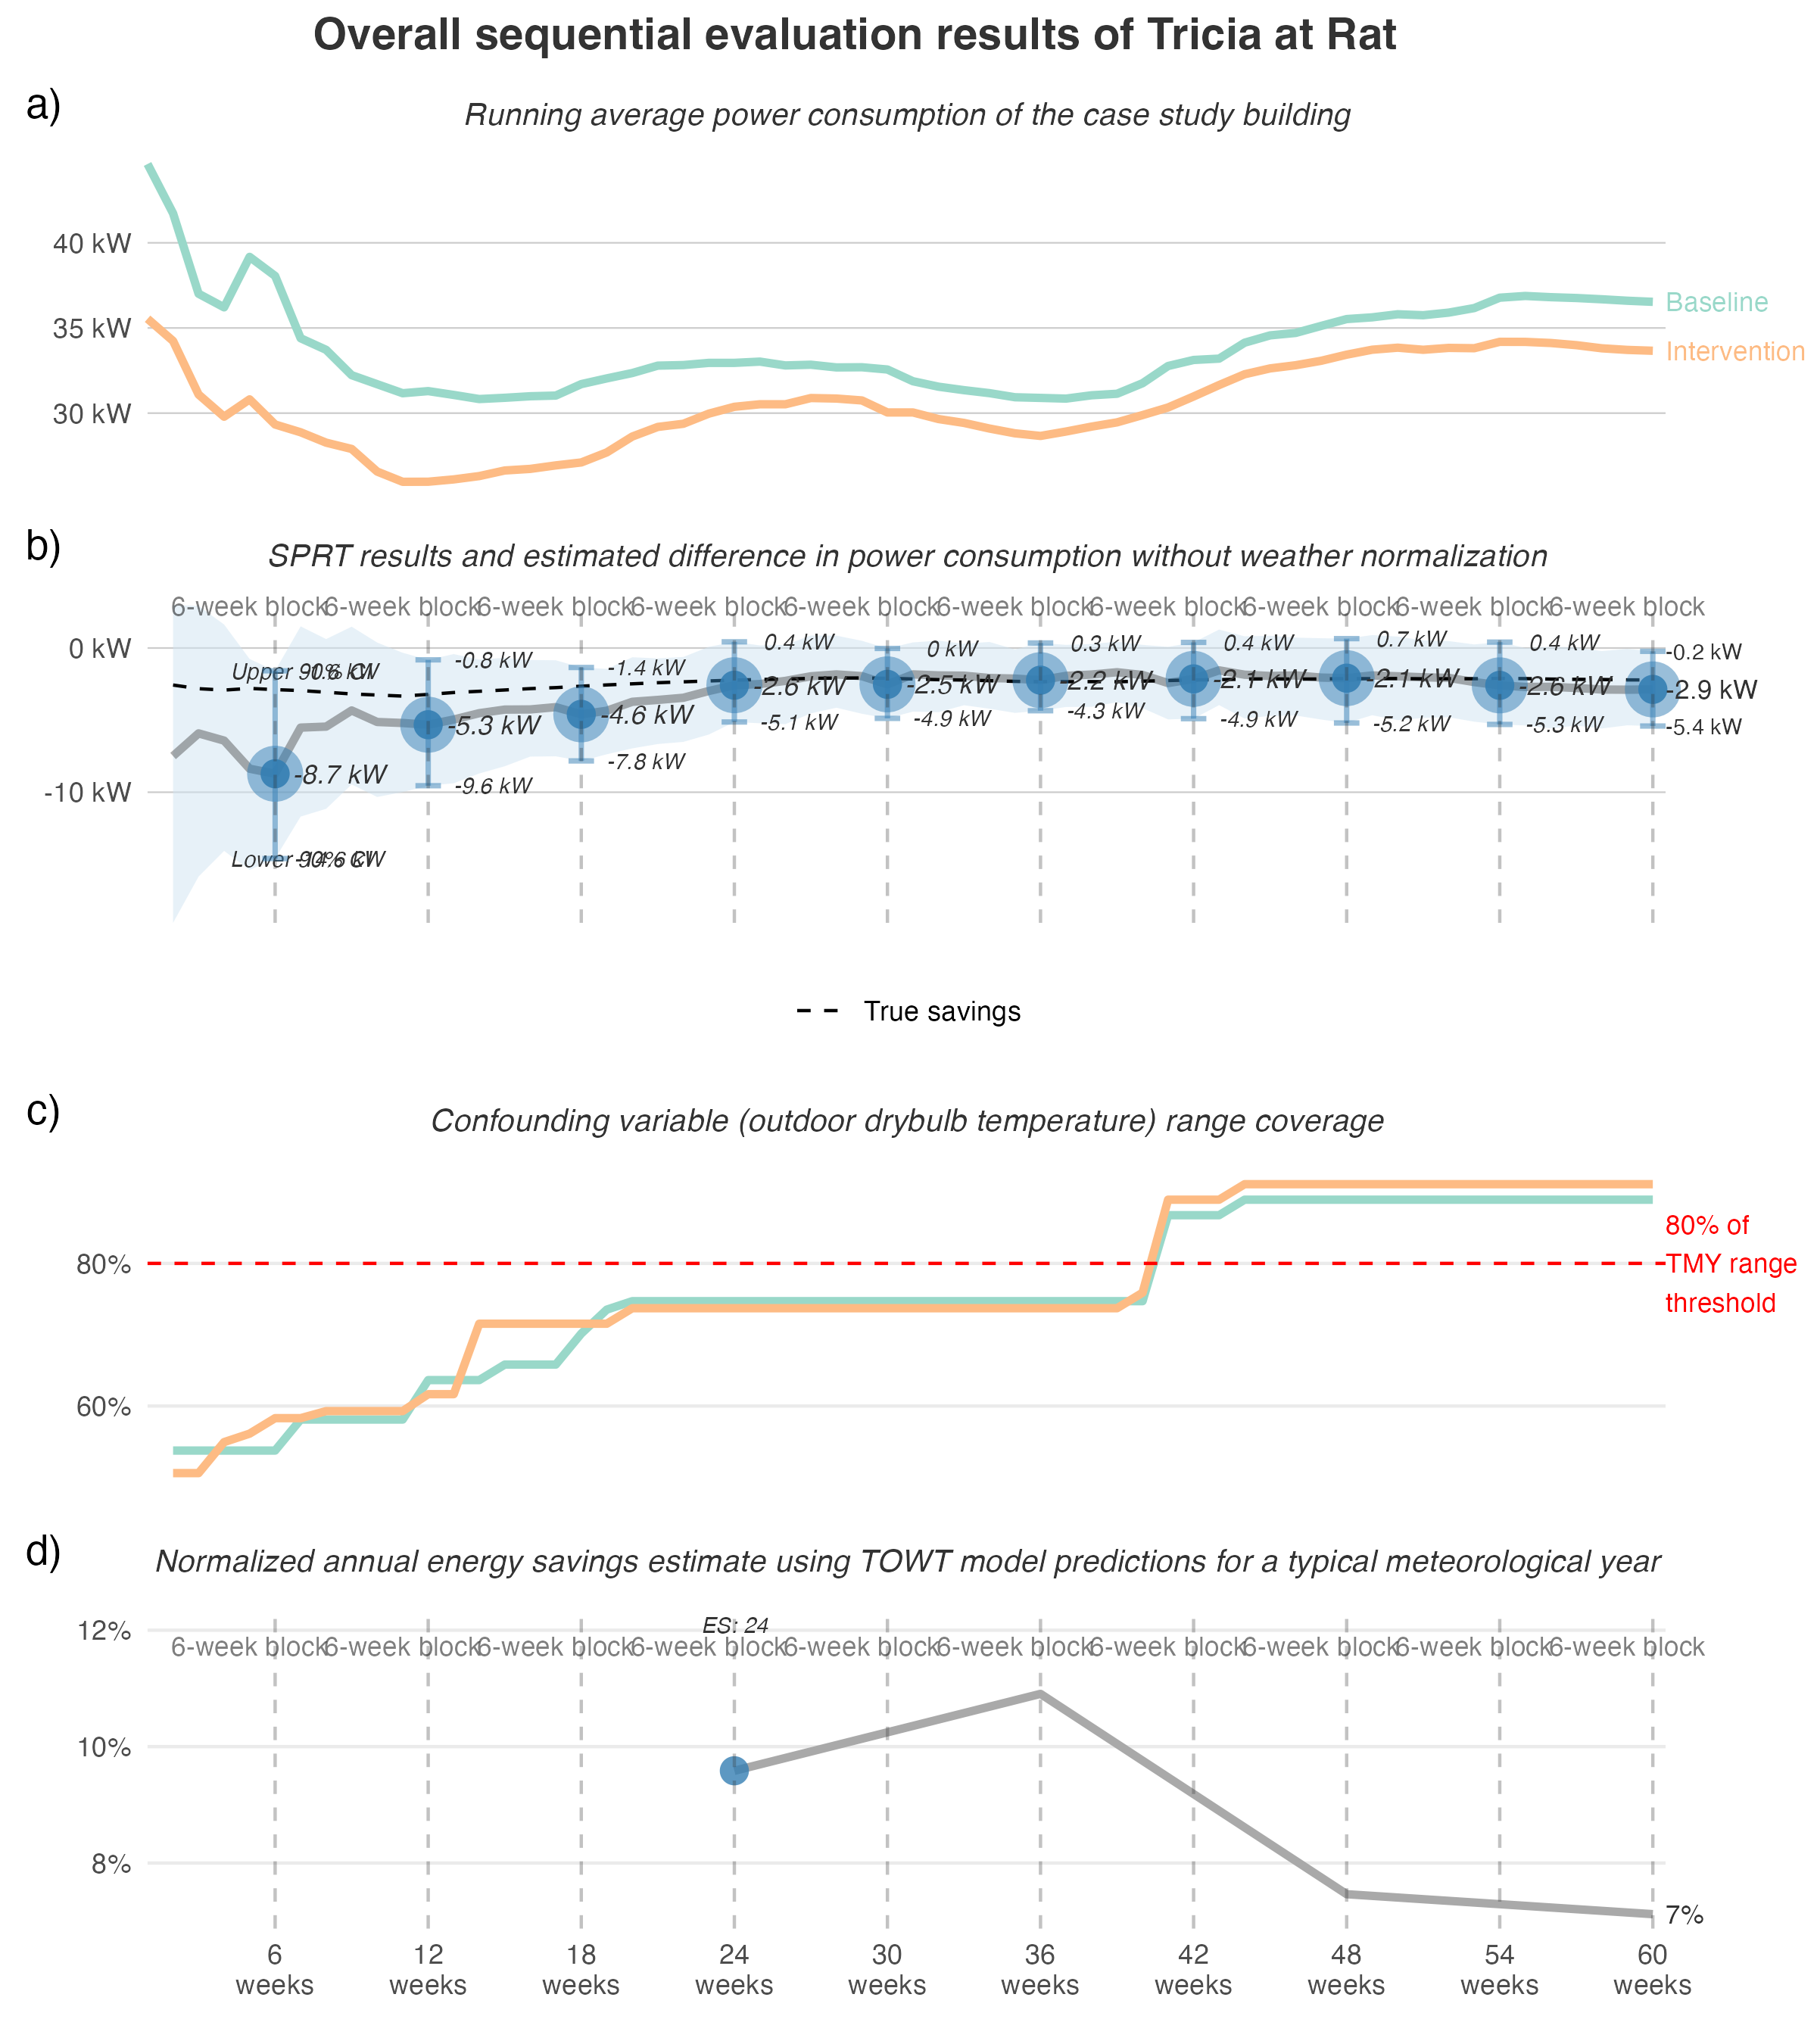 Overall sequential evaluation results of Tricia at Rat
a)
Running average power consumption of the case study building
40 kW
35 kW
30 kW
Baseline
Intervention
b)
SPRT results and estimated difference in power consumption without weather normalization
6-week block 6-week block 6-week block 6-week block 6-week block 6-week block 6-week block 6-week block 6-week block 6-week block
0 kW
-10 kW
Upper 90% CI
-1.6 kW
-0.8 kW
-1.4 kW
0.4 kW
0 kW
0.3 kW
0.4 kW
0.7 kW
0.4 kW
-0.2 kW
-8.7 kW
-5.3 kW
-4.6 kW
-2.6 kW
-2.5 kW
-2.2 kW
-2.1 kW
-2.1 kW
-2.6 kW
-2.9 kW
Lower 90% CI
-14.6 kW
-9.6 kW
-7.8 kW
-5.1 kW
-4.9 kW
-4.3 kW
-4.9 kW
-5.2 kW
-5.3 kW
-5.4 kW
True savings
c)
Confounding variable (outdoor drybulb temperature) range coverage
80%
60%
80% of
TMY range
threshold
d)
Normalized annual energy savings estimate using TOWT model predictions for a typical meteorological year
ES: 24
12%
10%
8%
6-week block 6-week block 6-week block 6-week block 6-week block 6-week block 6-week block 6-week block 6-week block 6-week block
7%
6 12 18 24 30 36 42 48 54 60
weeks weeks weeks weeks weeks weeks weeks weeks weeks weeks